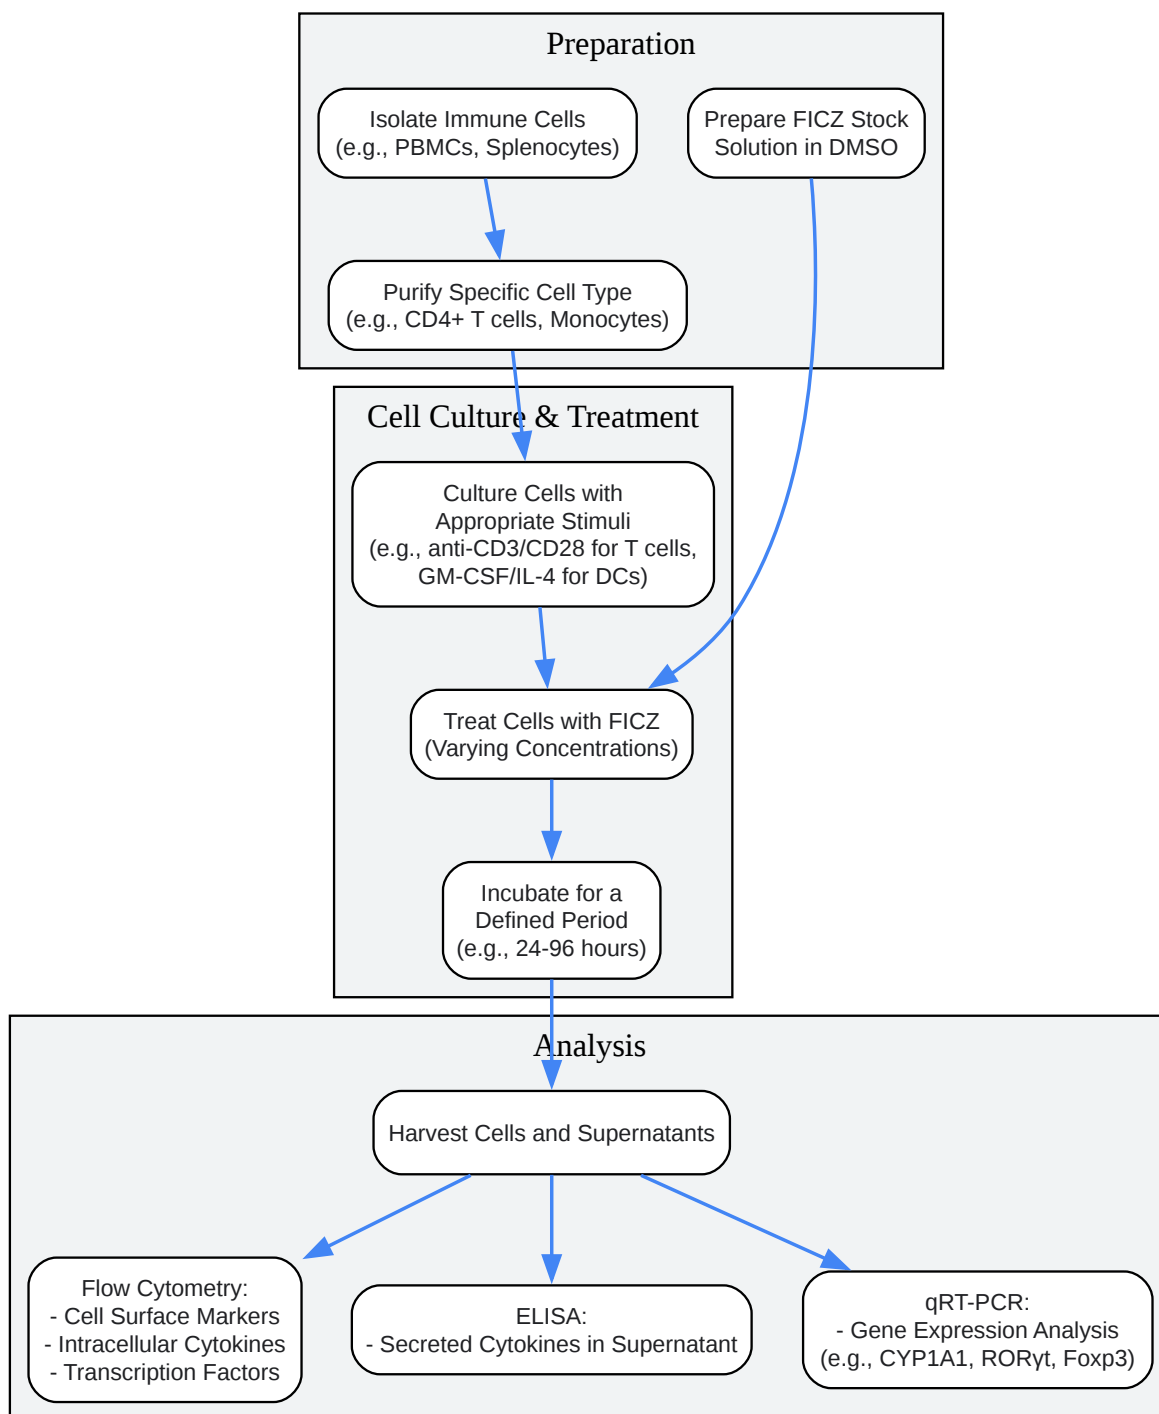 Preparation
Isolate Immune Cells
(e.g., PBMCs, Splenocytes)
Prepare FICZ Stock
Solution in DMSO
Purify Specific Cell Type
(e.g., CD4+ T cells, Monocytes)
Cell Culture & Treatment
Culture Cells with
Appropriate Stimuli
(e.g., anti-CD3/CD28 for T cells,
GM-CSF/IL-4 for DCs)
Treat Cells with FICZ
(Varying Concentrations)
Incubate for a
Defined Period
(e.g., 24-96 hours)
Analysis
Harvest Cells and Supernatants
Flow Cytometry:
- Cell Surface Markers
- Intracellular Cytokines
- Transcription Factors
ELISA:
- Secreted Cytokines in Supernatant
qRT-PCR:
- Gene Expression Analysis
(e.g., CYP1A1, RORγt, Foxp3)